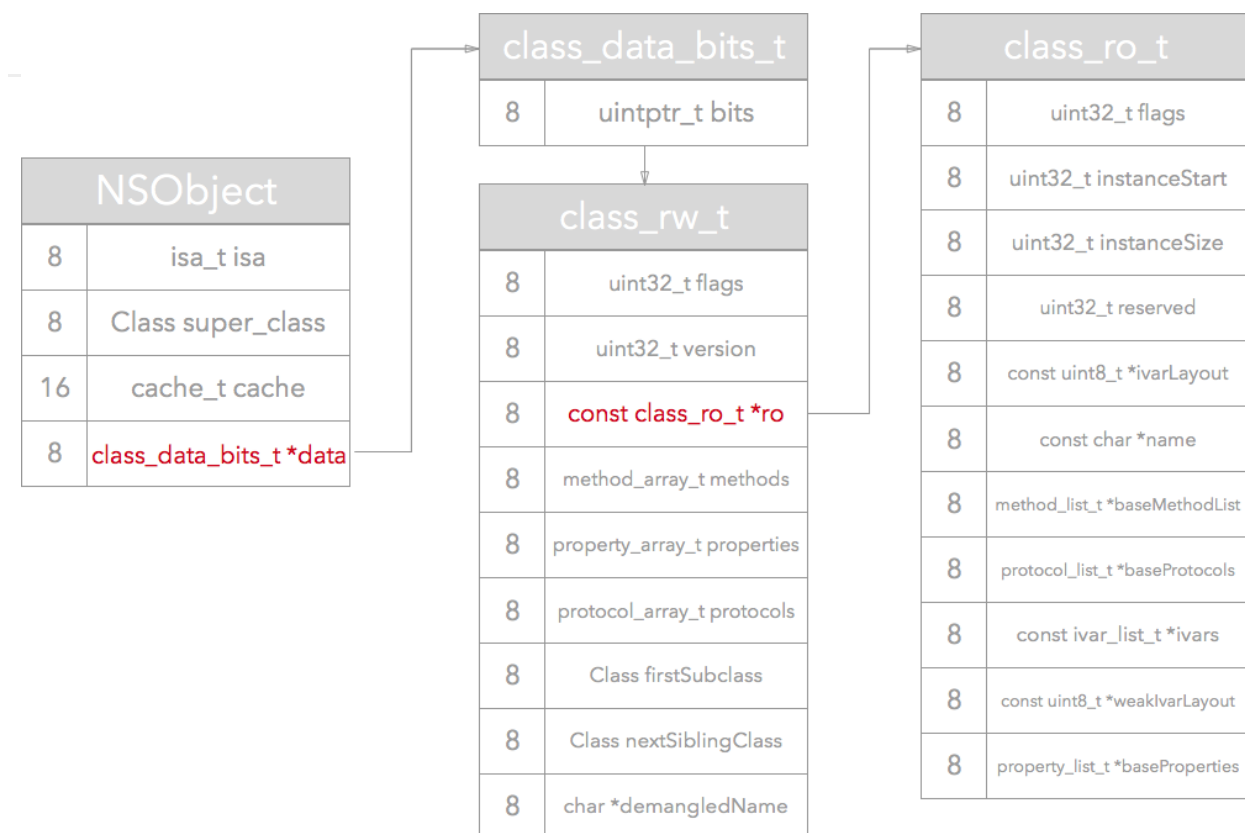 NSObject
8 isa_t isa
8 Class super_class
16 cache_t cache
8 class_data_bits_t *data
class_data_bits_t
8 uintptr_t bits
class_rw_t
8 uint32_t flags
8 uint32_t version
8 const class_ro_t *ro
8 method_array_t methods
8 property_array_t properties
8 protocol_array_t protocols
8 Class firstSubclass
8 Class nextSiblingClass
8 char *demangledName
class_ro_t
8 uint32_t flags
8 uint32_t instanceStart
8 uint32_t instanceSize
8 uint32_t reserved
8 const uint8_t *ivarLayout
8 const char *name
8 method_list_t *baseMethodList
8 protocol_list_t *baseProtocols
8 const ivar_list_t *ivars
8 const uint8_t *weakIvarLayout
8 property_list_t *baseProperties